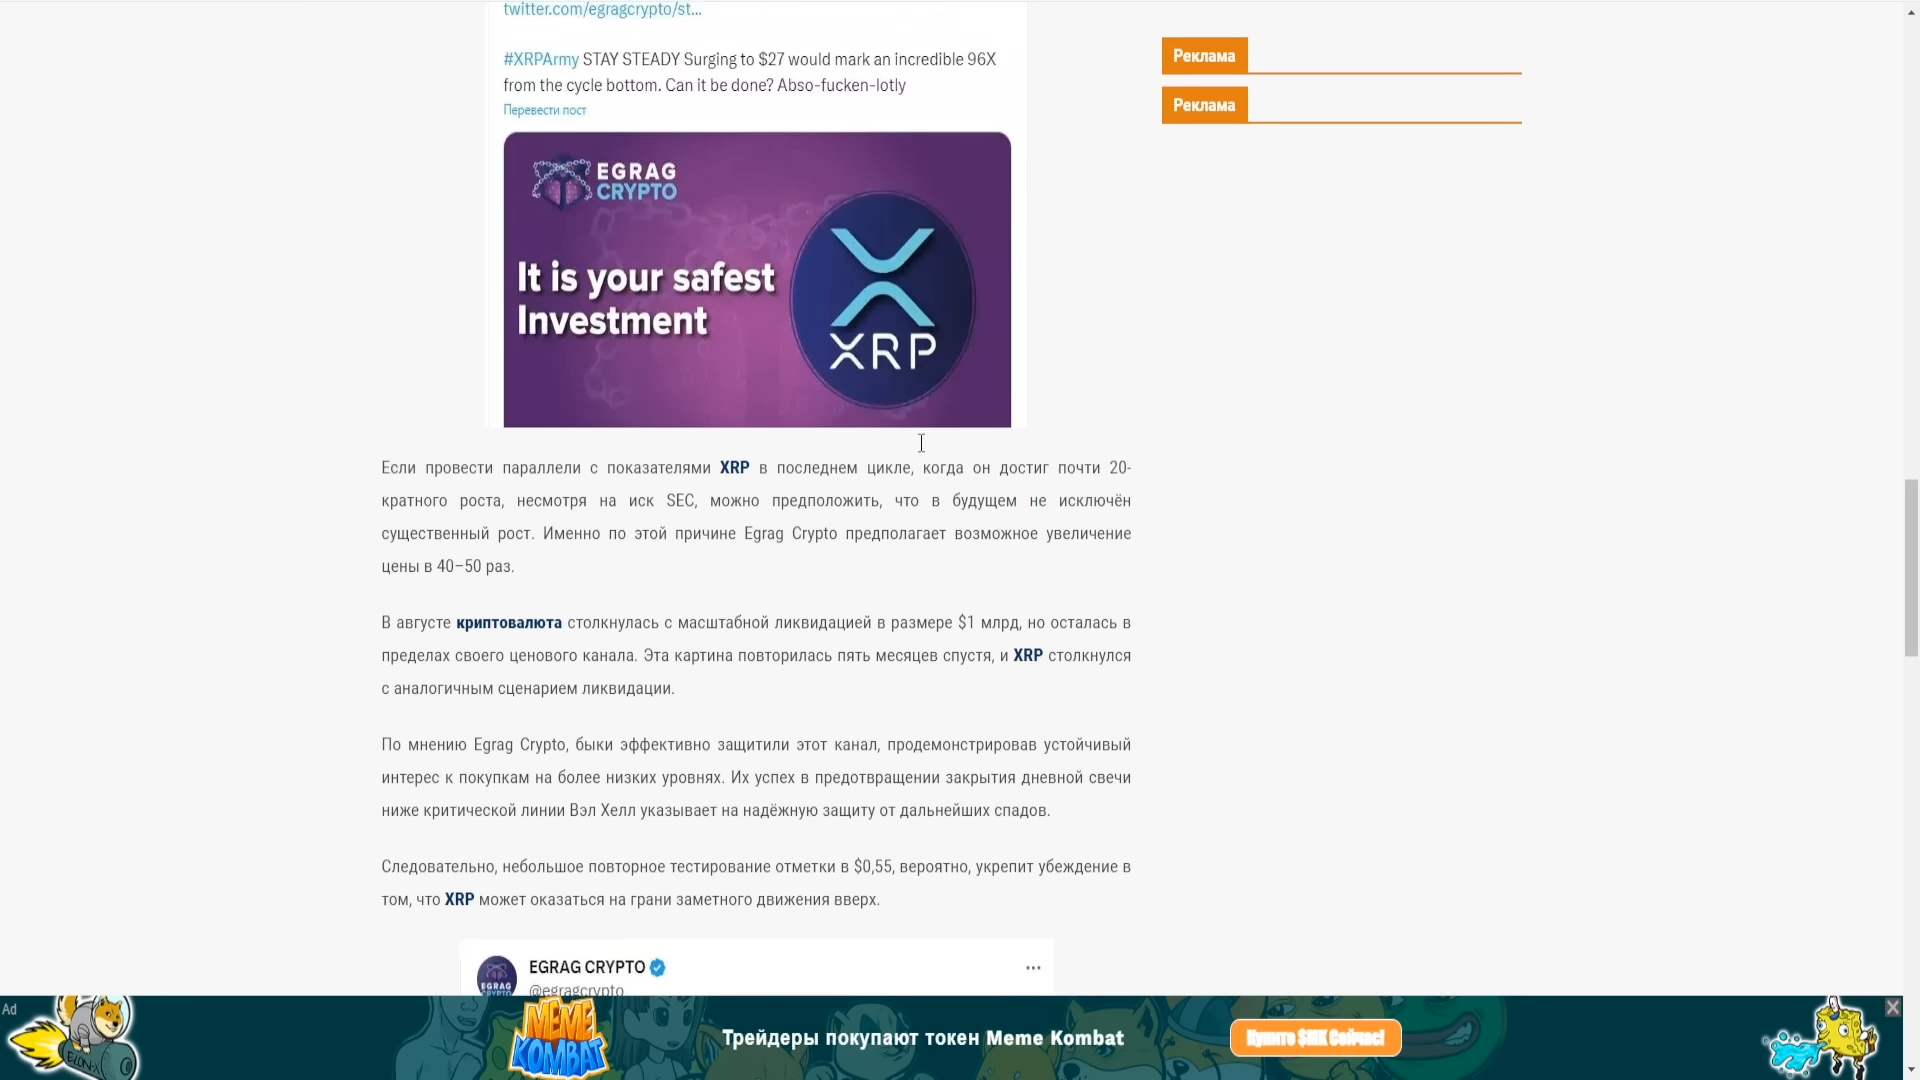 twitter.com/egragcrypto/st...
#XRPArmy STAY STEADY Surging to $27 would mark an incredible 96X
from the cycle bottom. Can it be done? Abso-fucken-lotly
Перевести пост
EGRAG
CRYPTO
It is your safest
Investment
XRP
Реклама
Реклама
Если провести параллели с показателями XRP в последнем цикле, когда он достиг почти 20-
кратного роста, несмотря на иск SEC, можно предположить, что в будущем не исключён
существенный рост. Именно по этой причине Egrag Crypto предполагает возможное увеличение
цены в 40–50 раз.
В августе криптовалюта столкнулась с масштабной ликвидацией в размере $1 млрд, но осталась в
пределах своего ценового канала. Эта картина повторилась пять месяцев спустя, и XRP столкнулся
с аналогичным сценарием ликвидации.
По мнению Egrag Crypto, быки эффективно защитили этот канал, продемонстрировав устойчивый
интерес к покупкам на более низких уровнях. Их успех в предотвращении закрытия дневной свечи
ниже критической линии Вэл Хелл указывает на надёжную защиту от дальнейших спадов.
Следовательно, небольшое повторное тестирование отметки в $0,55, вероятно, укрепит убеждение в
том, что XRP может оказаться на грани заметного движения вверх.
EGRAG CRYPTO
...
@egragcrypto
EGRAG
CRYPTO
Ad
ELON-X
MEME
KOMBAT
Трейдеры покупают токен Meme Kombat
Купите $MK Сейчас!